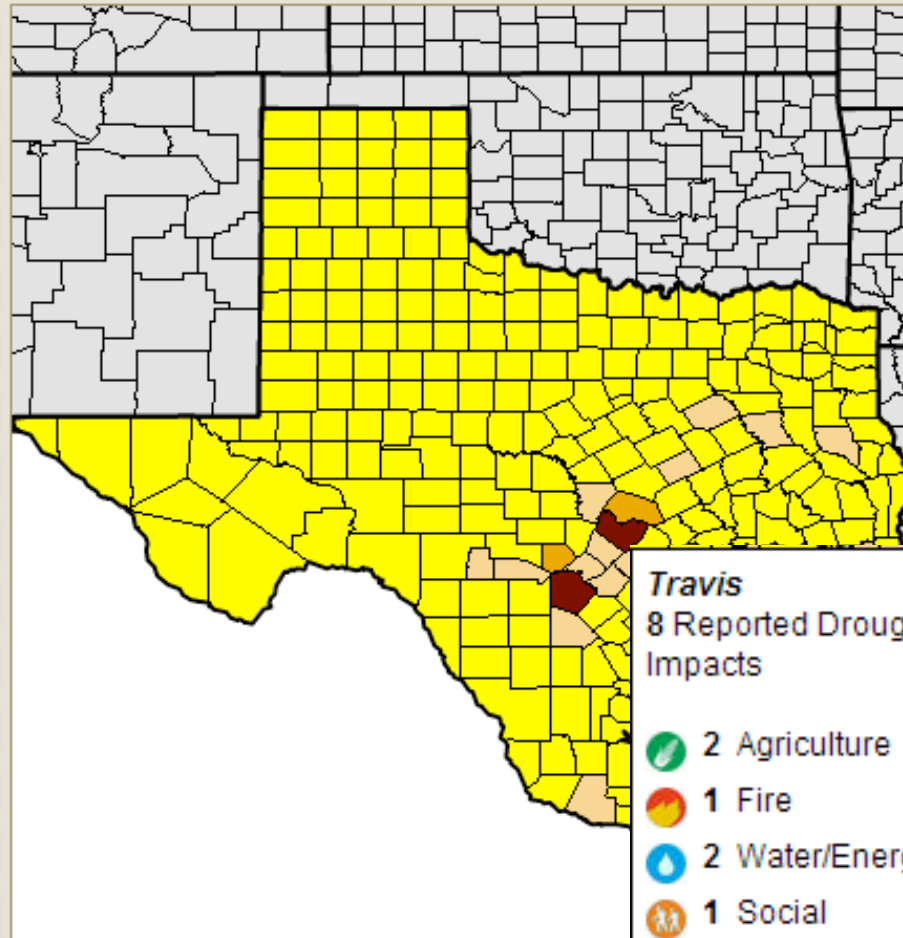 Travis
8 Reported Droug
Impacts
2 Agriculture
1 Fire
2 Water/Energ
1 Social